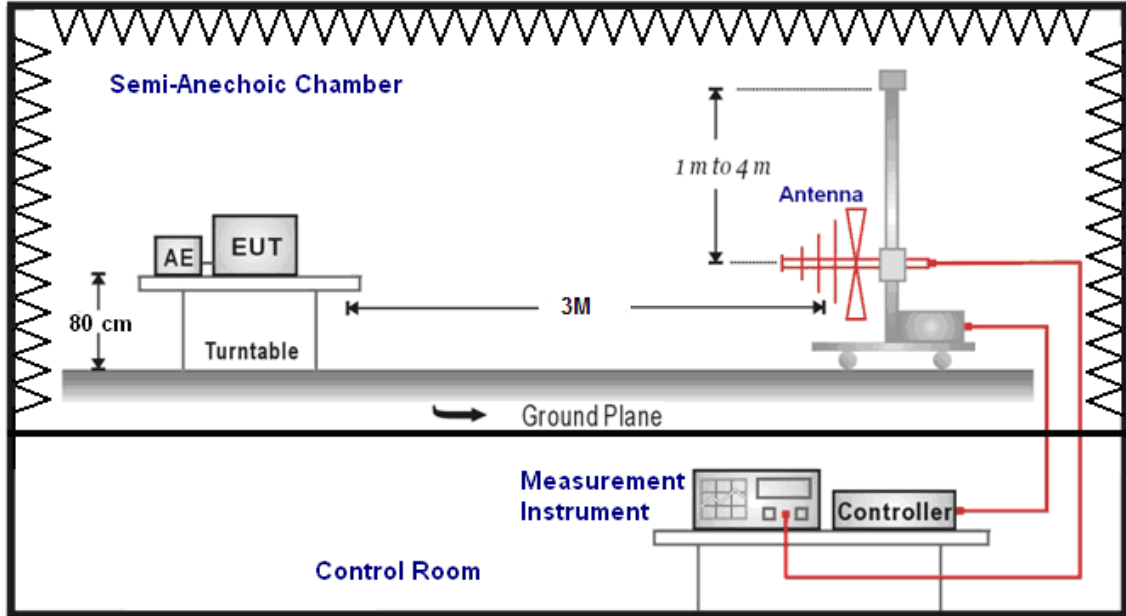 Semi-Anechoic Chamber
1 m to 4 m
Antenna
AE
EUT
80 cm
3M
Turntable
Ground Plane
Measurement
Instrument
Controller
Control Room